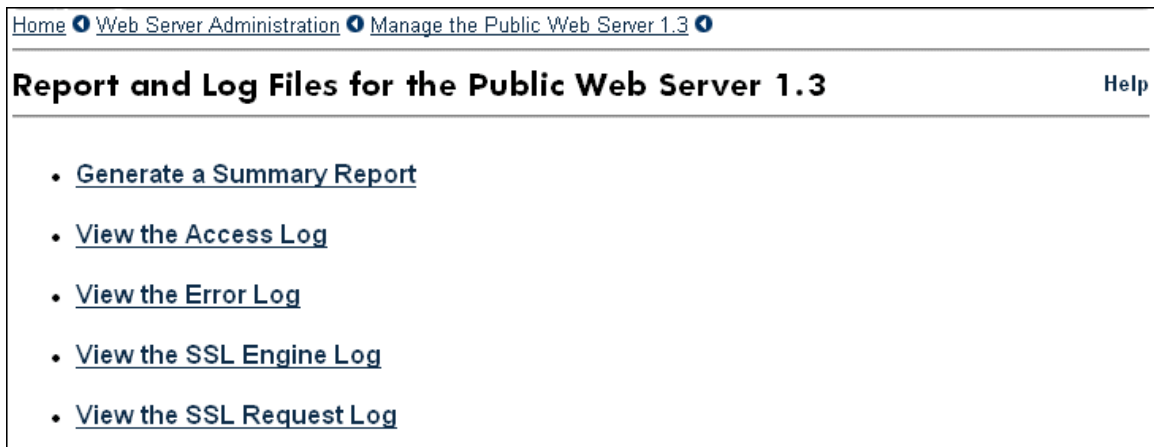 Home Web Server Administration Manage the Public Web Server 1.3
Report and Log Files for the Public Web Server 1.3 Help
• Generate a Summary Report
• View the Access Log
• View the Error Log
• View the SSL Engine Log
• View the SSL Request Log